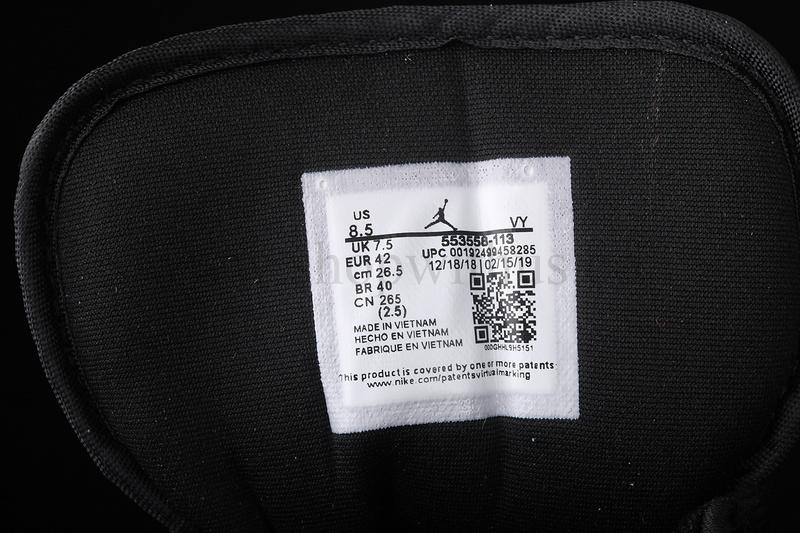 US
8.5
VY
UK 7.5
553558-113
EUR 42
UPC 00192499458285
cm 26.5
12/18/18 | 02/15/19
BR 40
CN 265
(2.5)
MADE IN VIETNAM
HECHO EN VIETNAM
FABRIQUE EN VIETNAM
00DGHHLSH5151
This product is covered by one or more patents
www.nike.com/patentsvirtualmarking